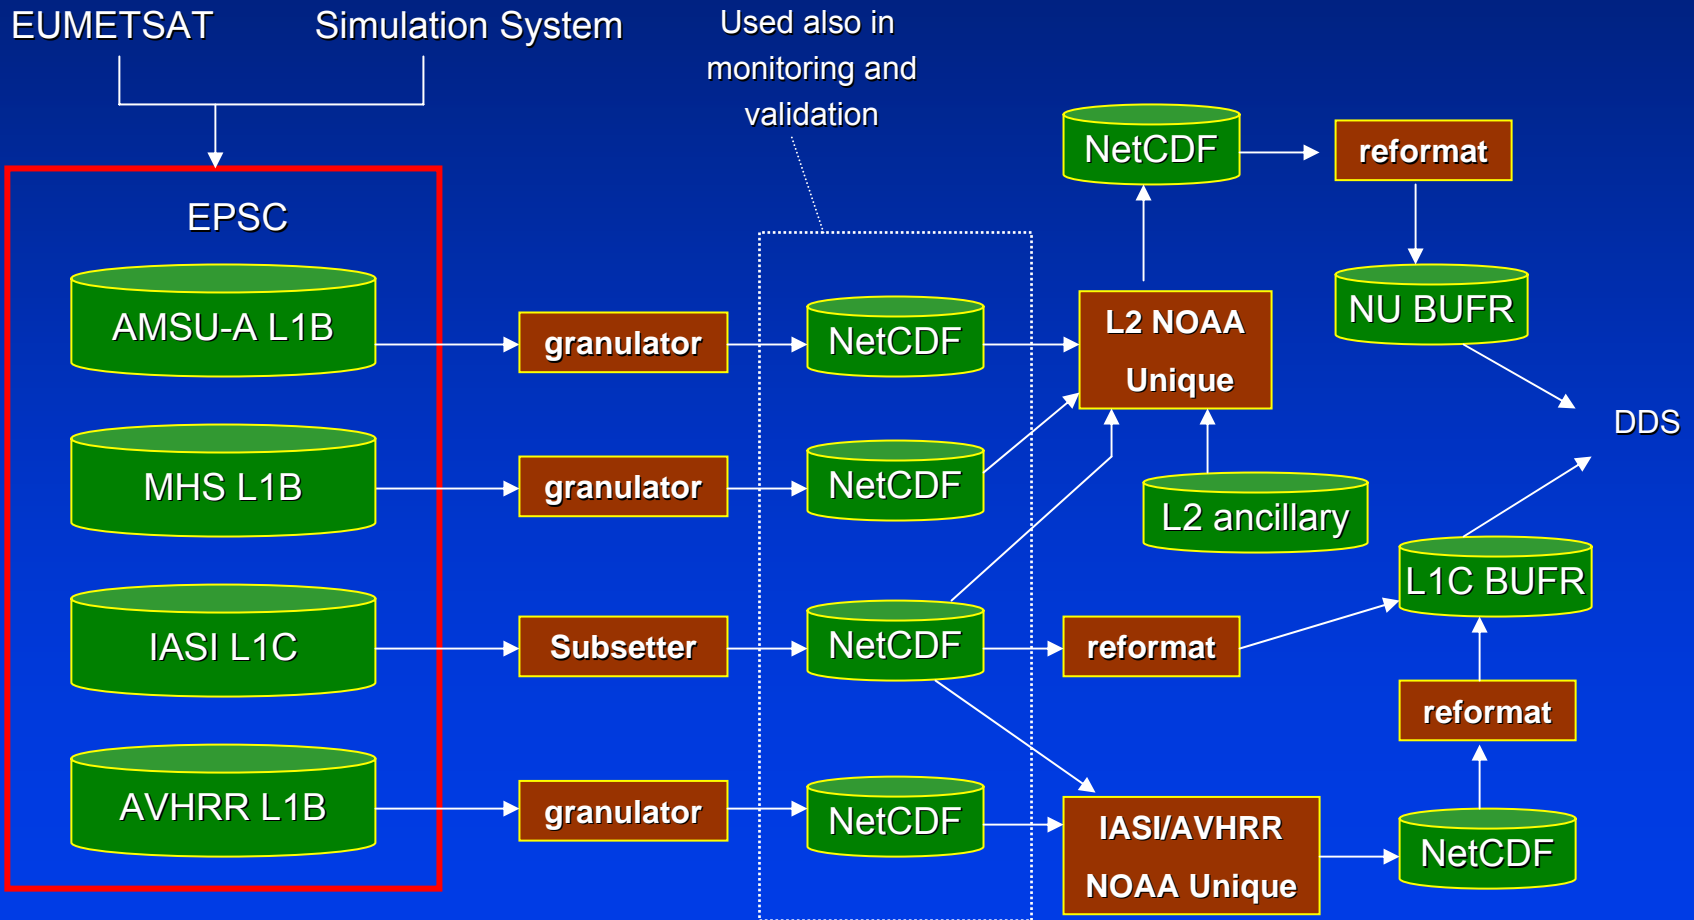 EUMETSAT
Simulation System
Used also in
monitoring and
validation
NetCDF
reformat
EPSC
AMSU-A L1B
granulator
NetCDF
L2 NOAA
Unique
NU BUFR
DDS
MHS L1B
granulator
NetCDF
L2 ancillary
L1C BUFR
IASI L1C
Subsetter
NetCDF
reformat
reformat
AVHRR L1B
granulator
NetCDF
IASI/AVHRR
NOAA Unique
NetCDF